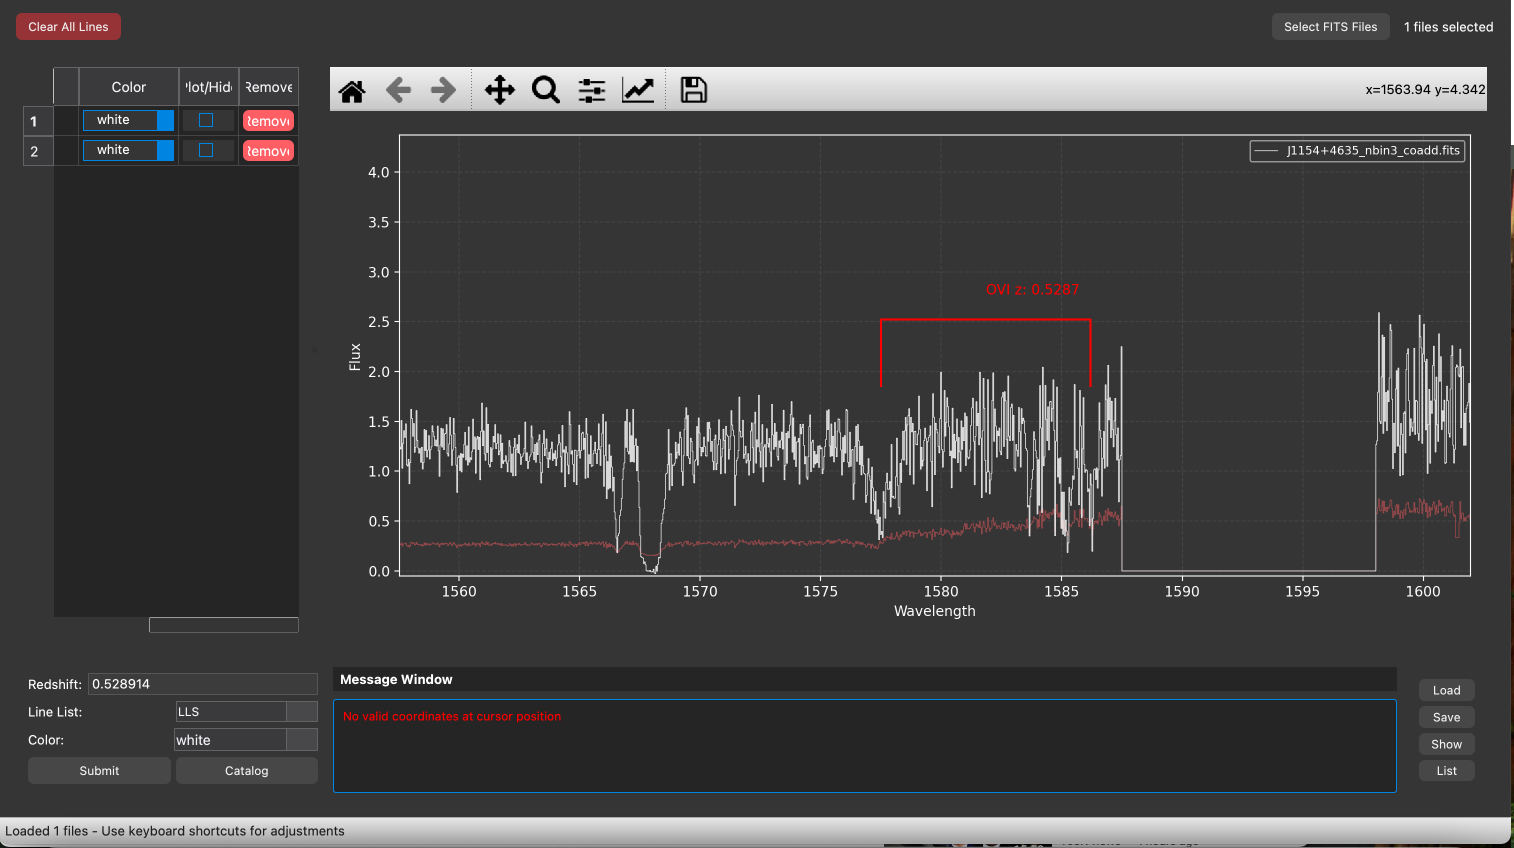 Clear All Lines
Select FITS Files
1 files selected
Color
Plot/Hide
Remove
1
white
Remove
2
white
Remove
x=1563.94 y=4.342
J1154+4635_nbin3_coadd.fits
4.0
3.5
3.0
2.5
2.0
1.5
1.0
0.5
0.0
Flux
OVI z: 0.5287
1560
1565
1570
1575
1580
1585
1590
1595
1600
Wavelength
Redshift:
0.528914
Line List:
LLS
Color:
white
Submit
Catalog
Message Window
No valid coordinates at cursor position
Load
Save
Show
List
Loaded 1 files - Use keyboard shortcuts for adjustments